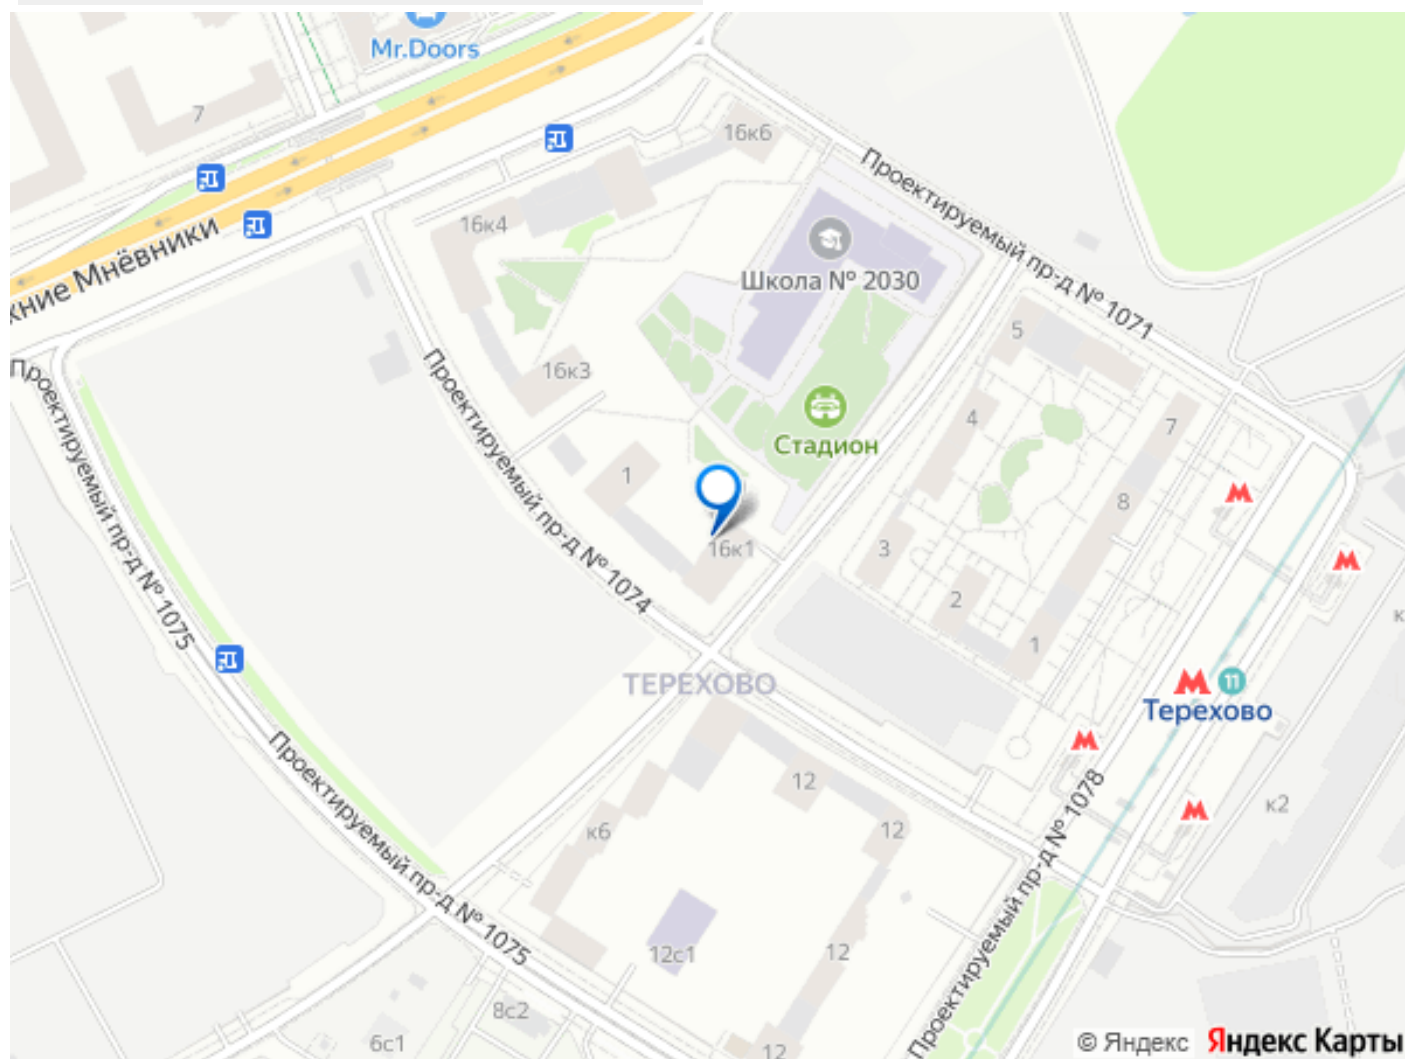 Mr.Doors
7
16к6
Проектируемый пр-д № 1071
16к4
Школа № 2030
хние Мнёвники
5
16к3
Проектируемый пр-д № 1074
Проектируемый пр-д № 1075
4
7
Стадион
1
8
16к1
3
2
1
ТЕРЕХОВО
11
Терехово
12
к6
12
к2
Проектируемый пр-д № 1078
Проектируемый пр-д № 1075
12с1
12
8с2
6с1
12
© Яндекс Яндекс Карты